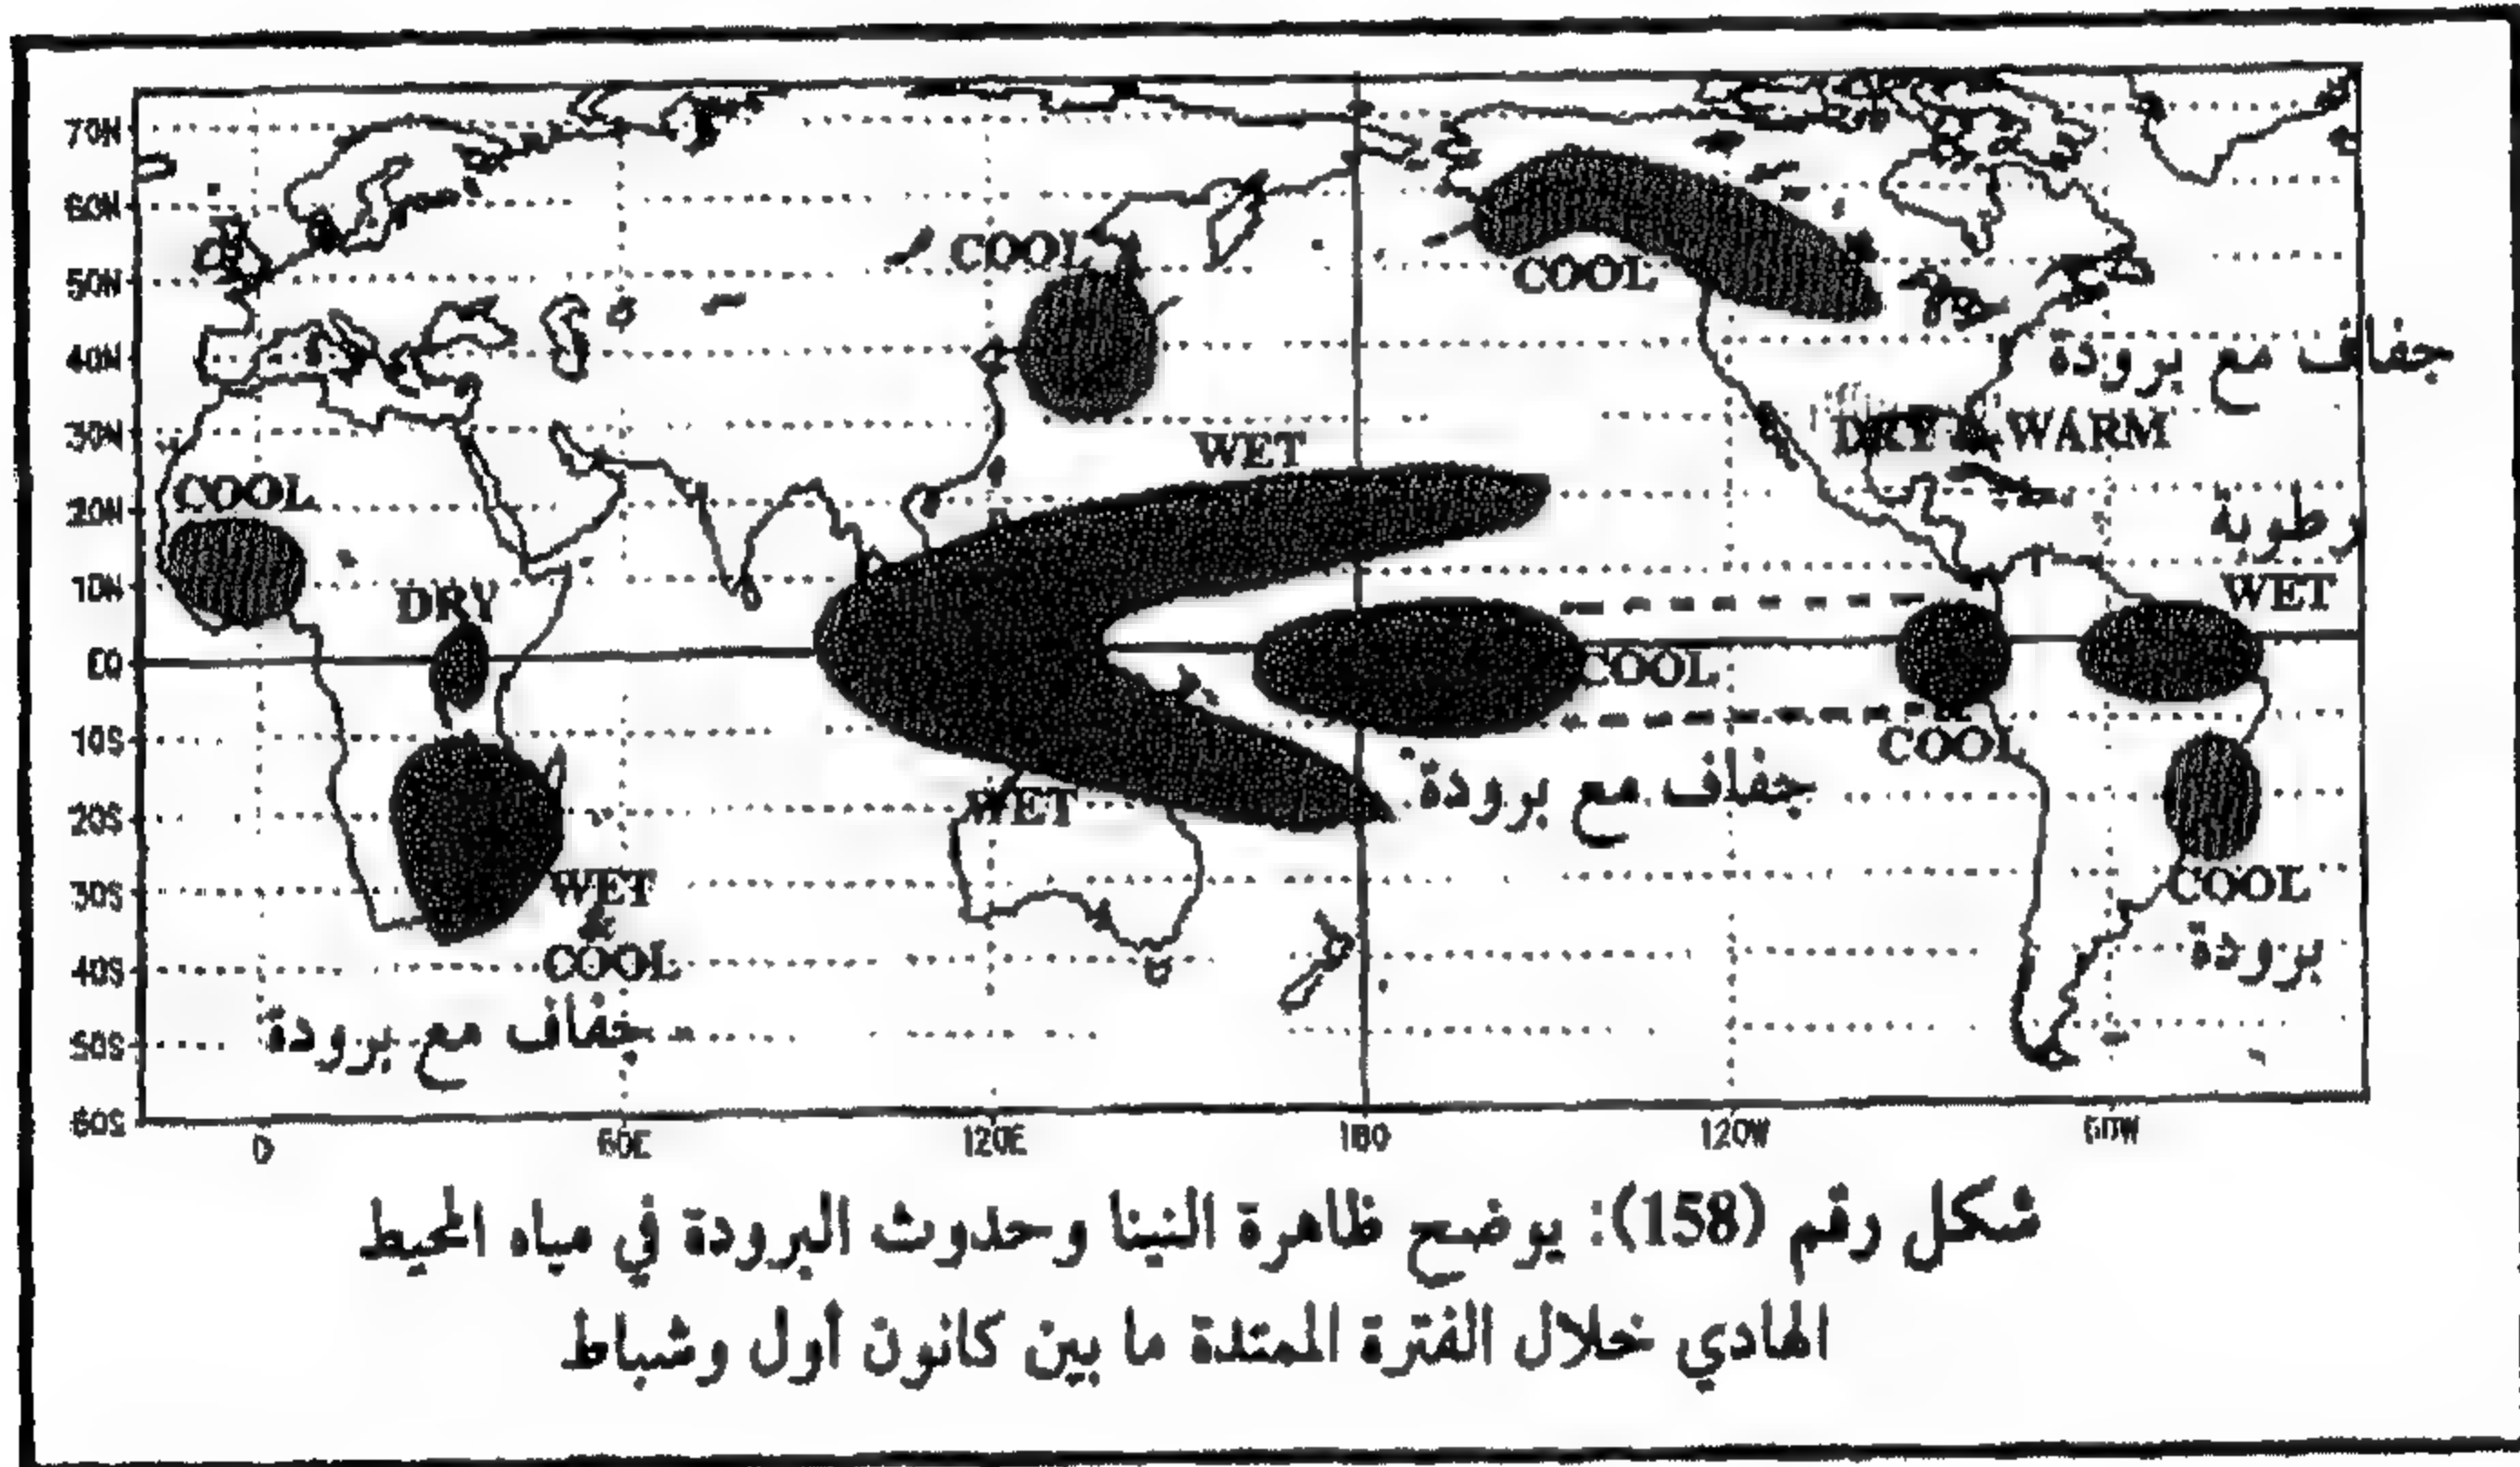 70N
60N
50N
40N
30N
20N
10N
EQ
10S
20S
30S
40S
50S
60S
0
60E
120E
180
120W
60W
COOL
COOL
جفاف مع برودة
DRY & WARM
WET
COOL
رطوبة
WET
DRY
COOL
COOL
جفاف مع برودة
WET
WET
&
COOL
COOL
برودة
جفاف مع برودة
شكل رقم (158): يوضح ظاهرة النينا وحدوث البرودة في مياه المحيط
الهادي خلال الفترة الممتدة ما بين كانون أول وشباط